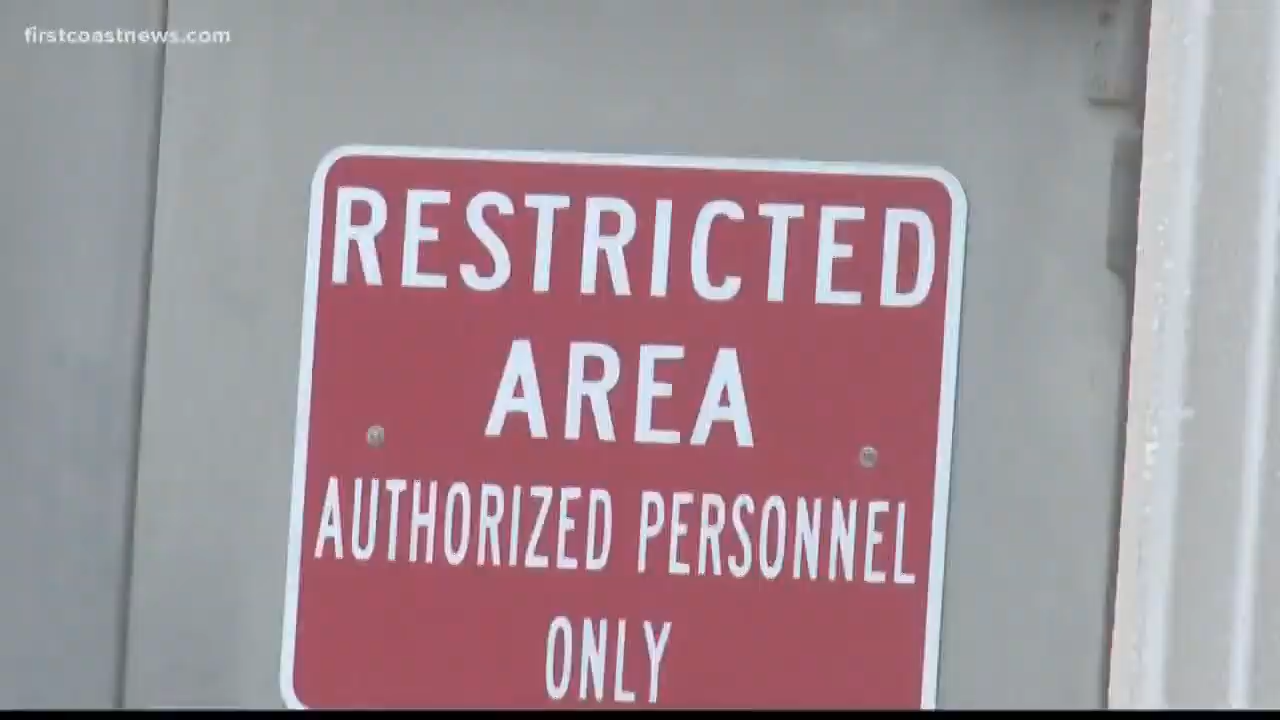 firstcoastnews.com
RESTRICTED
AREA
AUTHORIZED PERSONNEL
ONLY